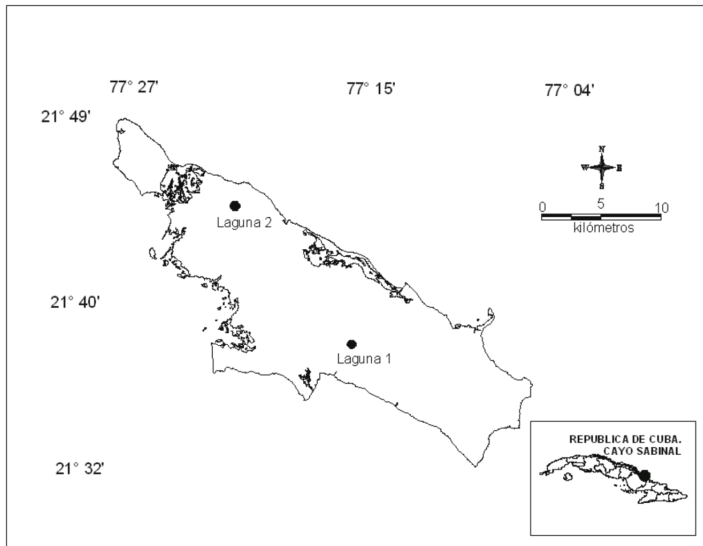 77° 27' 77° 15' 77° 04'
21° 49'
N
W E
S
0 5 10
kilómetros
Laguna 2
21° 40'
Laguna 1
REPUBLICA DE CUBA.
CAYO SABINAL
21° 32'